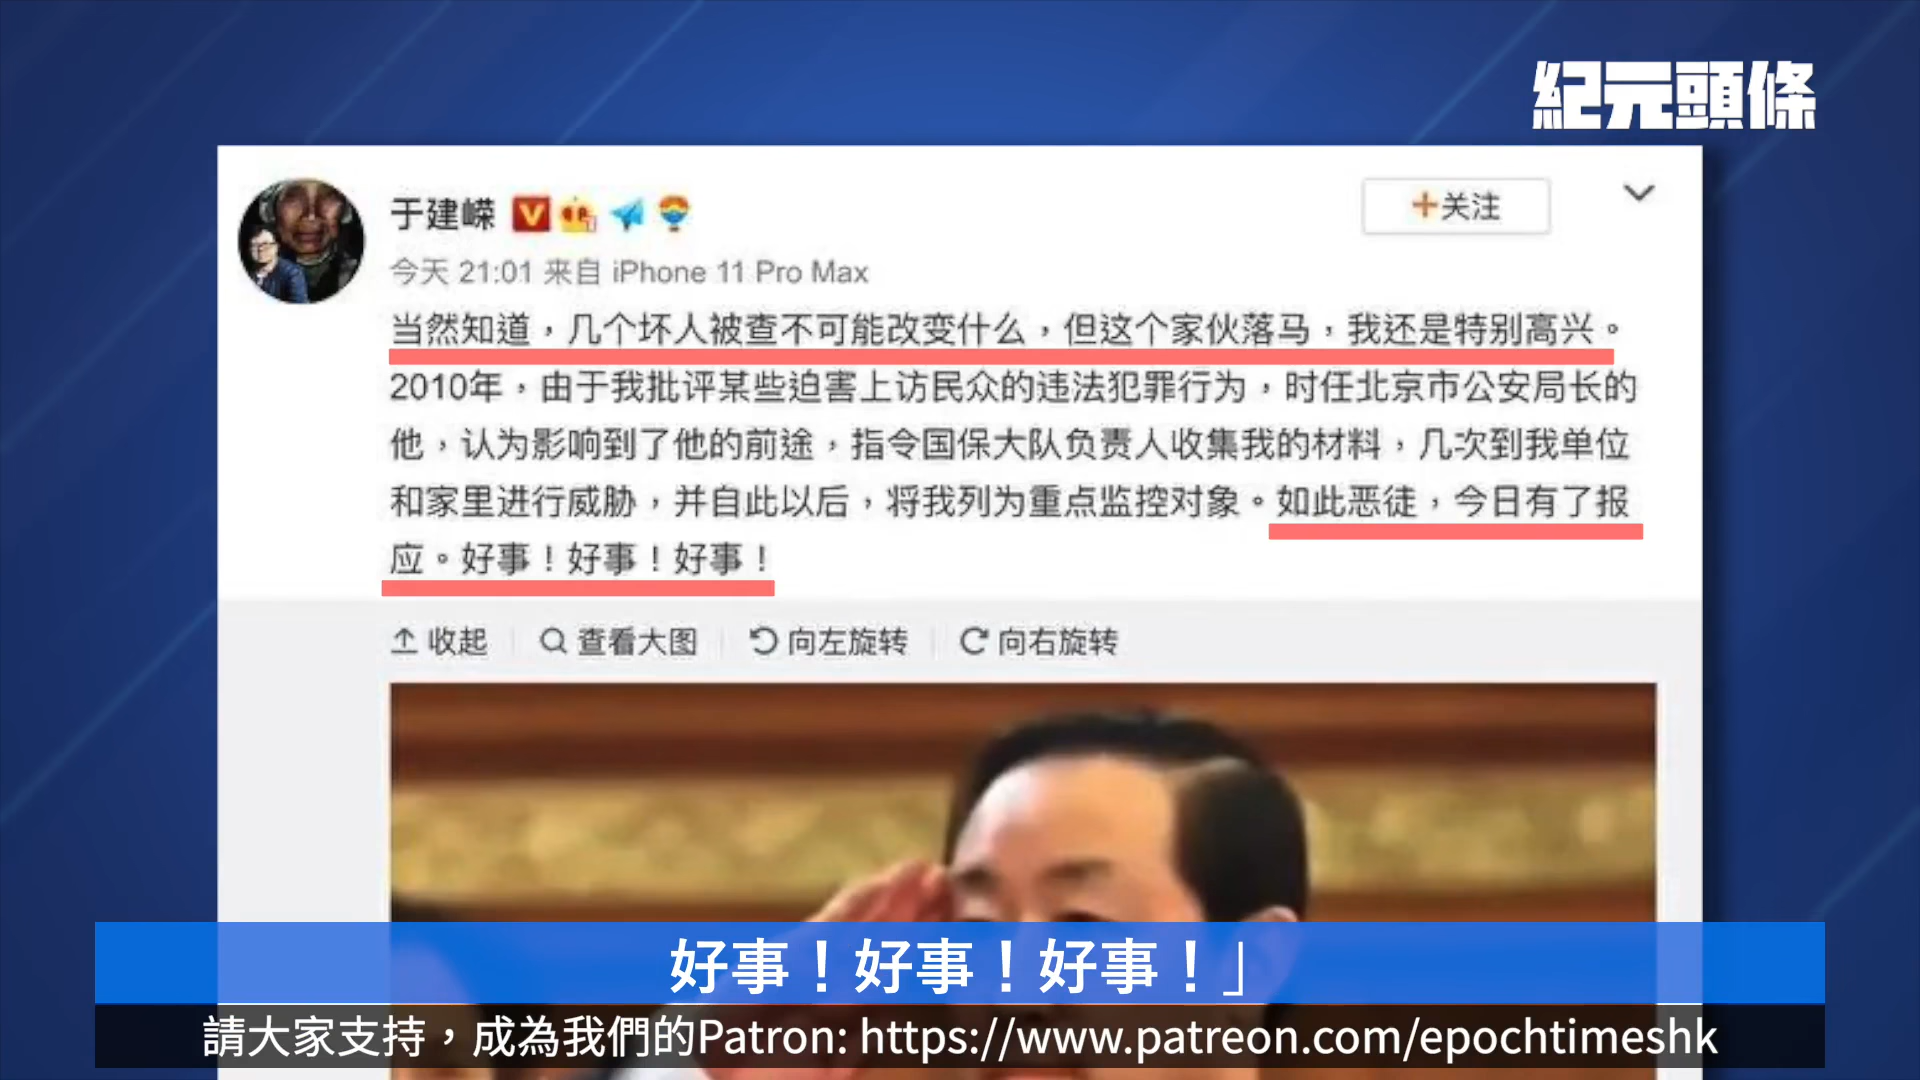 紀元頭條
于建嵘
+关注
今天 21:01 来自 iPhone 11 Pro Max
当然知道，几个坏人被查不可能改变什么，但这个家伙落马，我还是特别高兴。
2010年，由于我批评某些迫害上访民众的违法犯罪行为，时任北京市公安局长的
他，认为影响到了他的前途，指令国保大队负责人收集我的材料，几次到我单位
和家里进行威胁，并自此以后，将我列为重点监控对象。如此恶徒，今日有了报
应。好事！好事！好事！
收起 查看大图 向左旋转 向右旋转
好事！好事！好事！」
請大家支持，成為我們的Patron: https://www.patreon.com/epochtimeshk